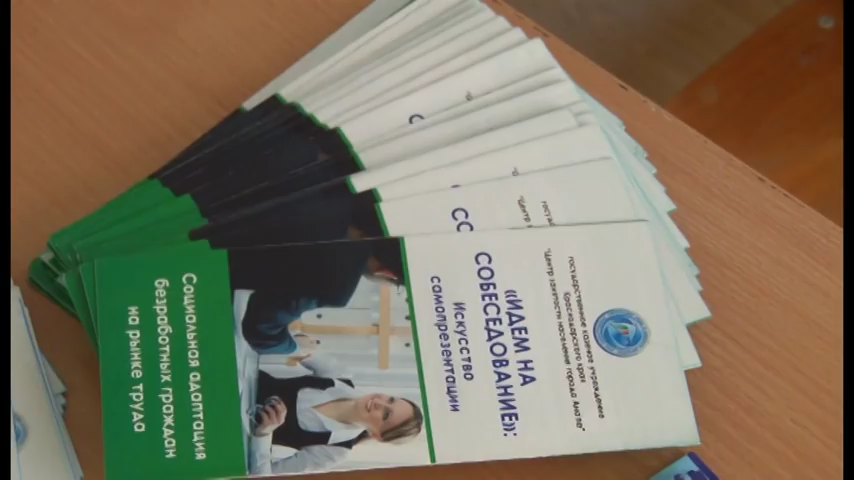 государственное казенное учреждение
Краснодарского края
"Центр занятости населения города Анапа"
«ИДЕМ НА
СОБЕСЕДОВАНИЕ»:
Искусство
самопрезентации
Социальная адаптация
безработных граждан
на рынке труда